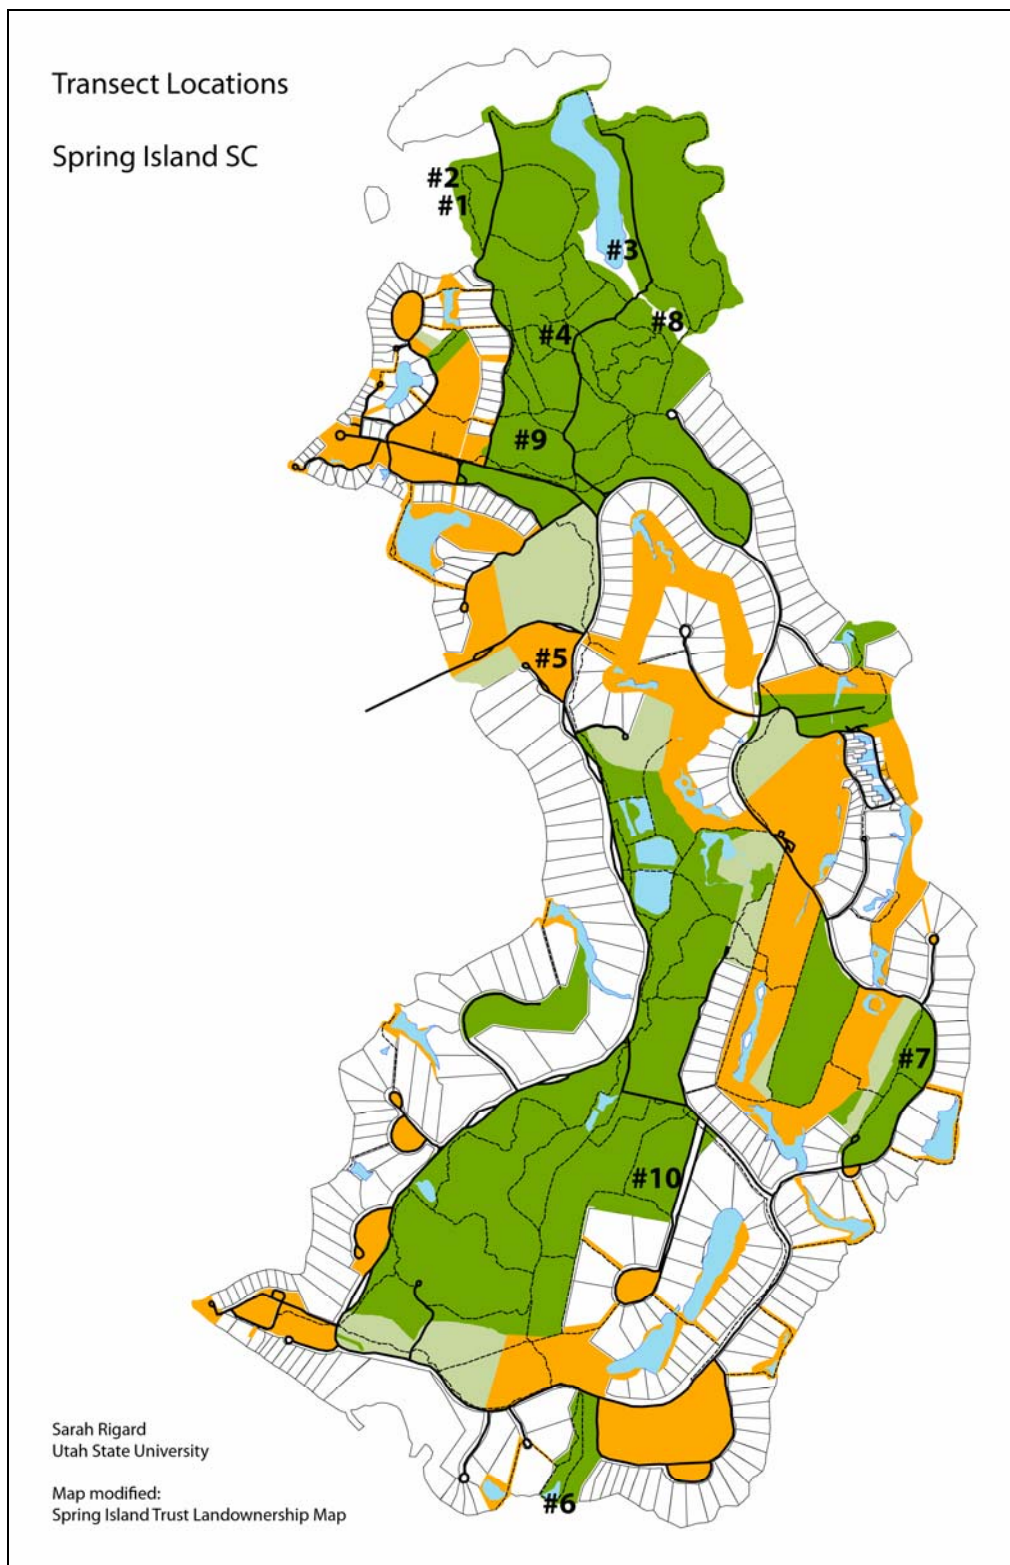 Transect Locations
Spring Island SC
#2
#1
#3
#8
#4
#9
#5
#7
#10
#6
Sarah Rigard
Utah State University
Map modified:
Spring Island Trust Landownership Map